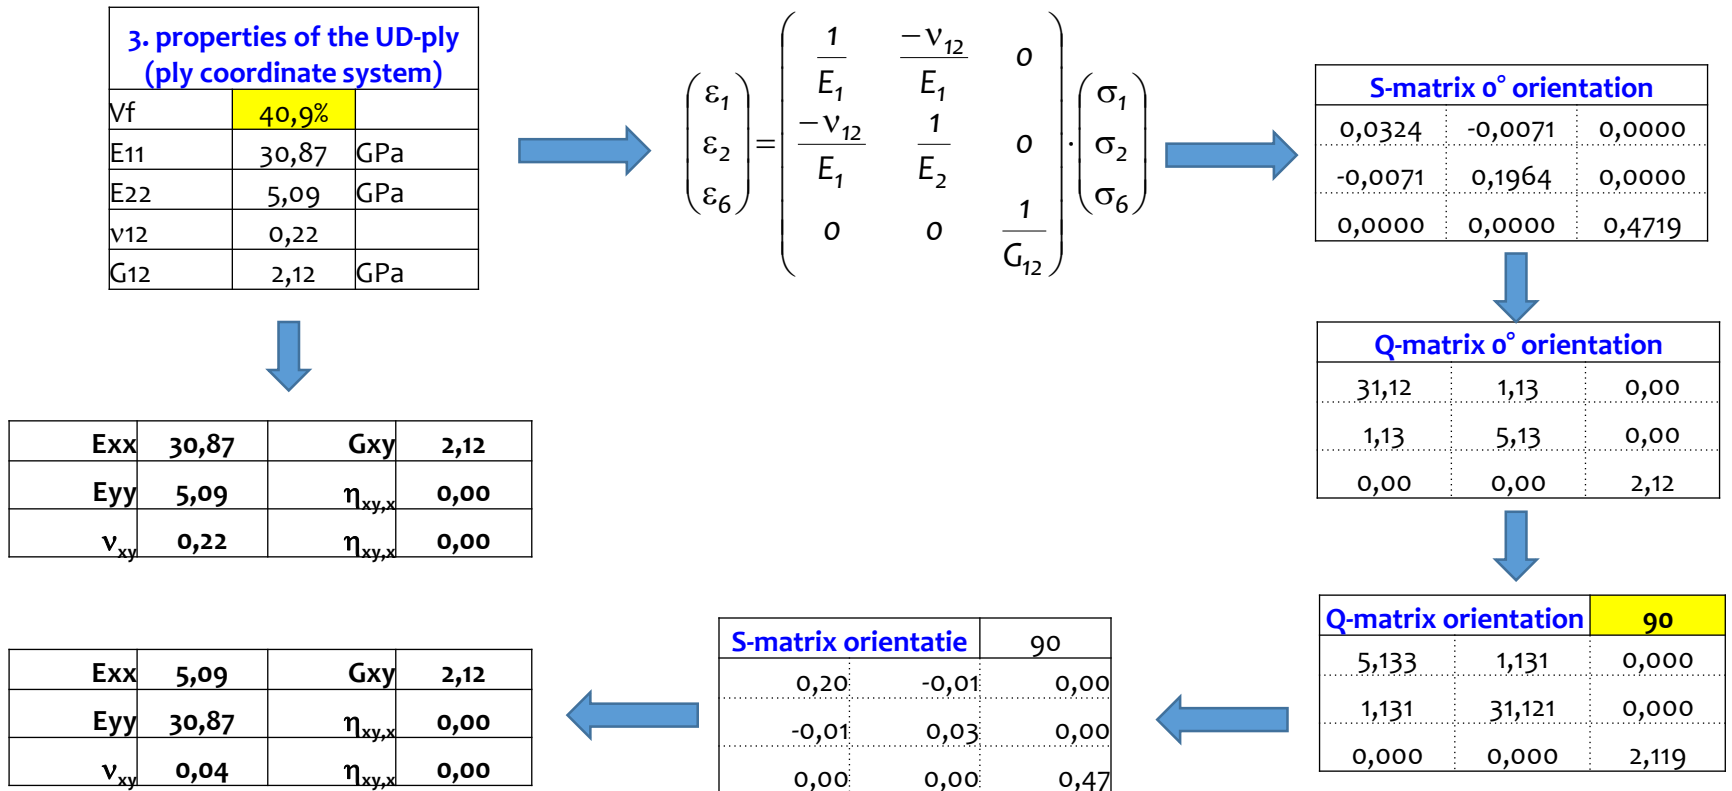 3. properties of the UD-ply
(ply coordinate system)
Vf 40,9%
E11 30,87 GPa
E22 5,09 GPa
ν12 0,22
G12 2,12 GPa
ε1 1/E1 −ν12/E1 0 σ1
ε2 = −ν12/E1 1/E2 0 · σ2
ε6 0 0 1/G12 σ6
S-matrix 0° orientation
0,0324 -0,0071 0,0000
-0,0071 0,1964 0,0000
0,0000 0,0000 0,4719
Q-matrix 0° orientation
31,12 1,13 0,00
1,13 5,13 0,00
0,00 0,00 2,12
Exx 30,87 Gxy 2,12
Eyy 5,09 ηxy,x 0,00
νxy 0,22 ηxy,x 0,00
Q-matrix orientation 90
5,133 1,131 0,000
1,131 31,121 0,000
0,000 0,000 2,119
S-matrix orientatie 90
0,20 -0,01 0,00
-0,01 0,03 0,00
0,00 0,00 0,47
Exx 5,09 Gxy 2,12
Eyy 30,87 ηxy,x 0,00
νxy 0,04 ηxy,x 0,00